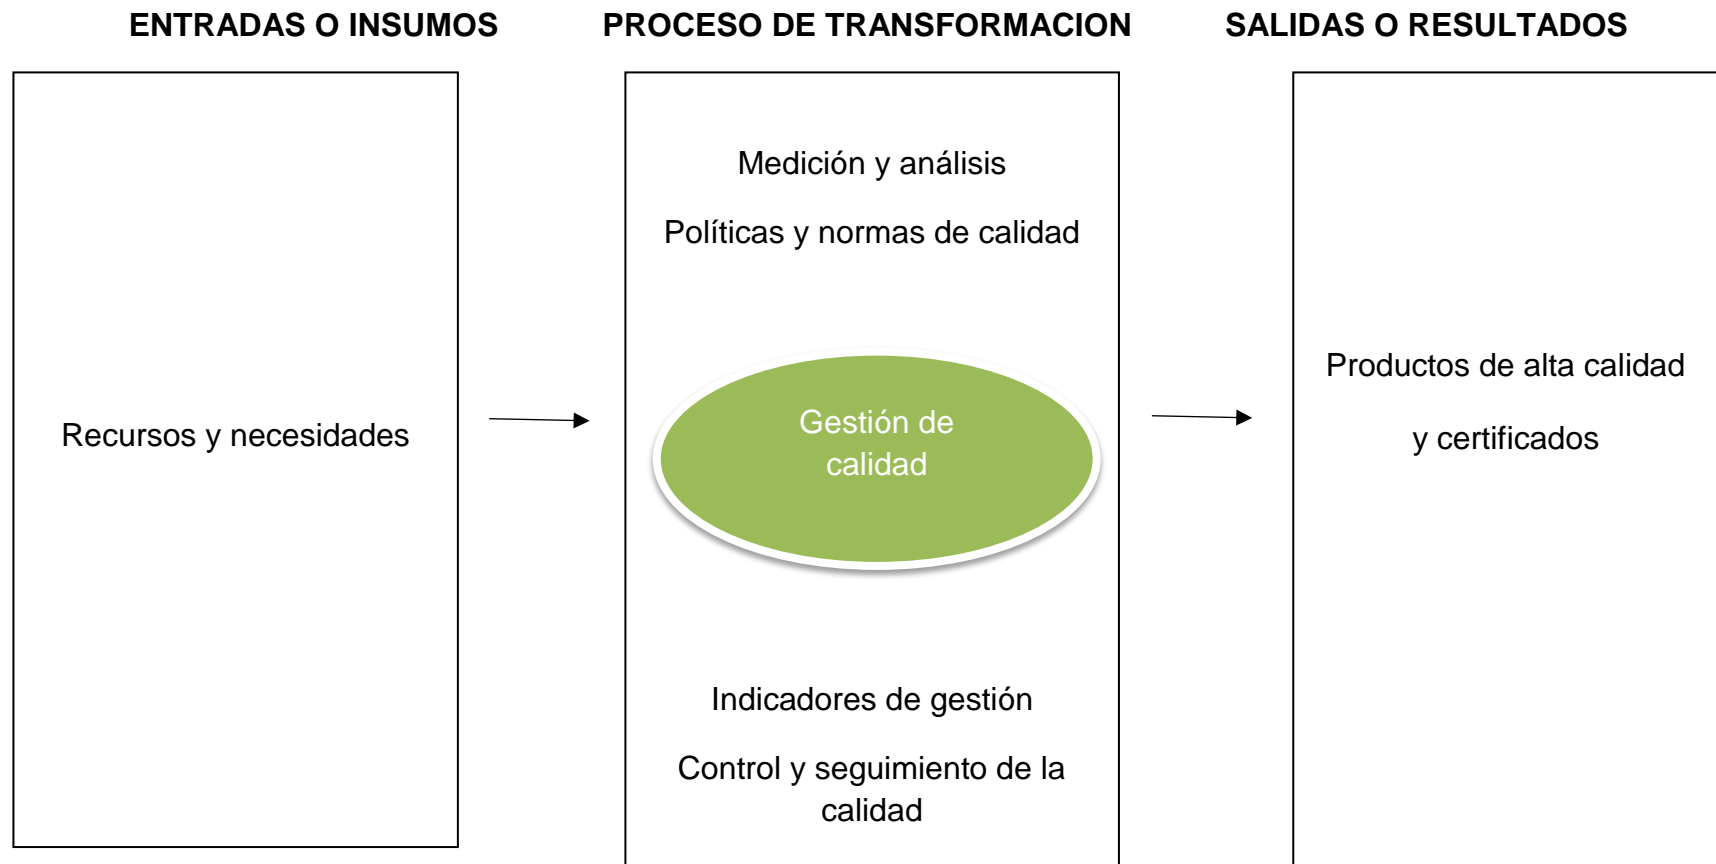 ENTRADAS O INSUMOS
PROCESO DE TRANSFORMACION
SALIDAS O RESULTADOS
Recursos y necesidades
Medición y análisis
Políticas y normas de calidad
Gestión de
calidad
Indicadores de gestión
Control y seguimiento de la
calidad
Productos de alta calidad
y certificados